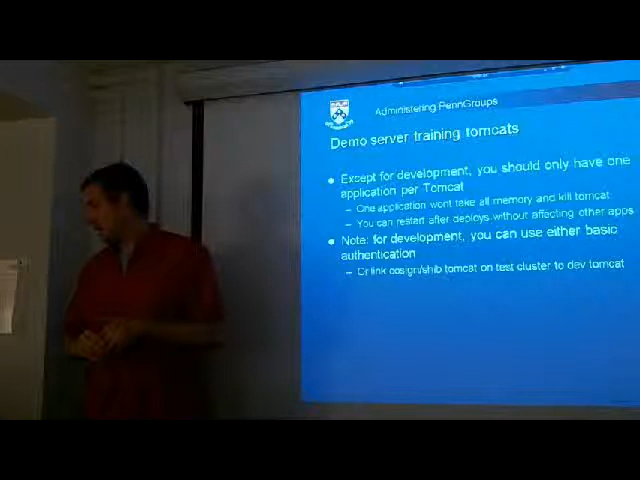 Administering PennGroups
Demo server training tomcats
Except for development, you should only have one
application per Tomcat
– One application wont take all memory and kill tomcat
– You can restart after deploys without affecting other apps
Note: for development, you can use either basic
authentication
– Or link cosign/shib tomcat on test cluster to dev tomcat